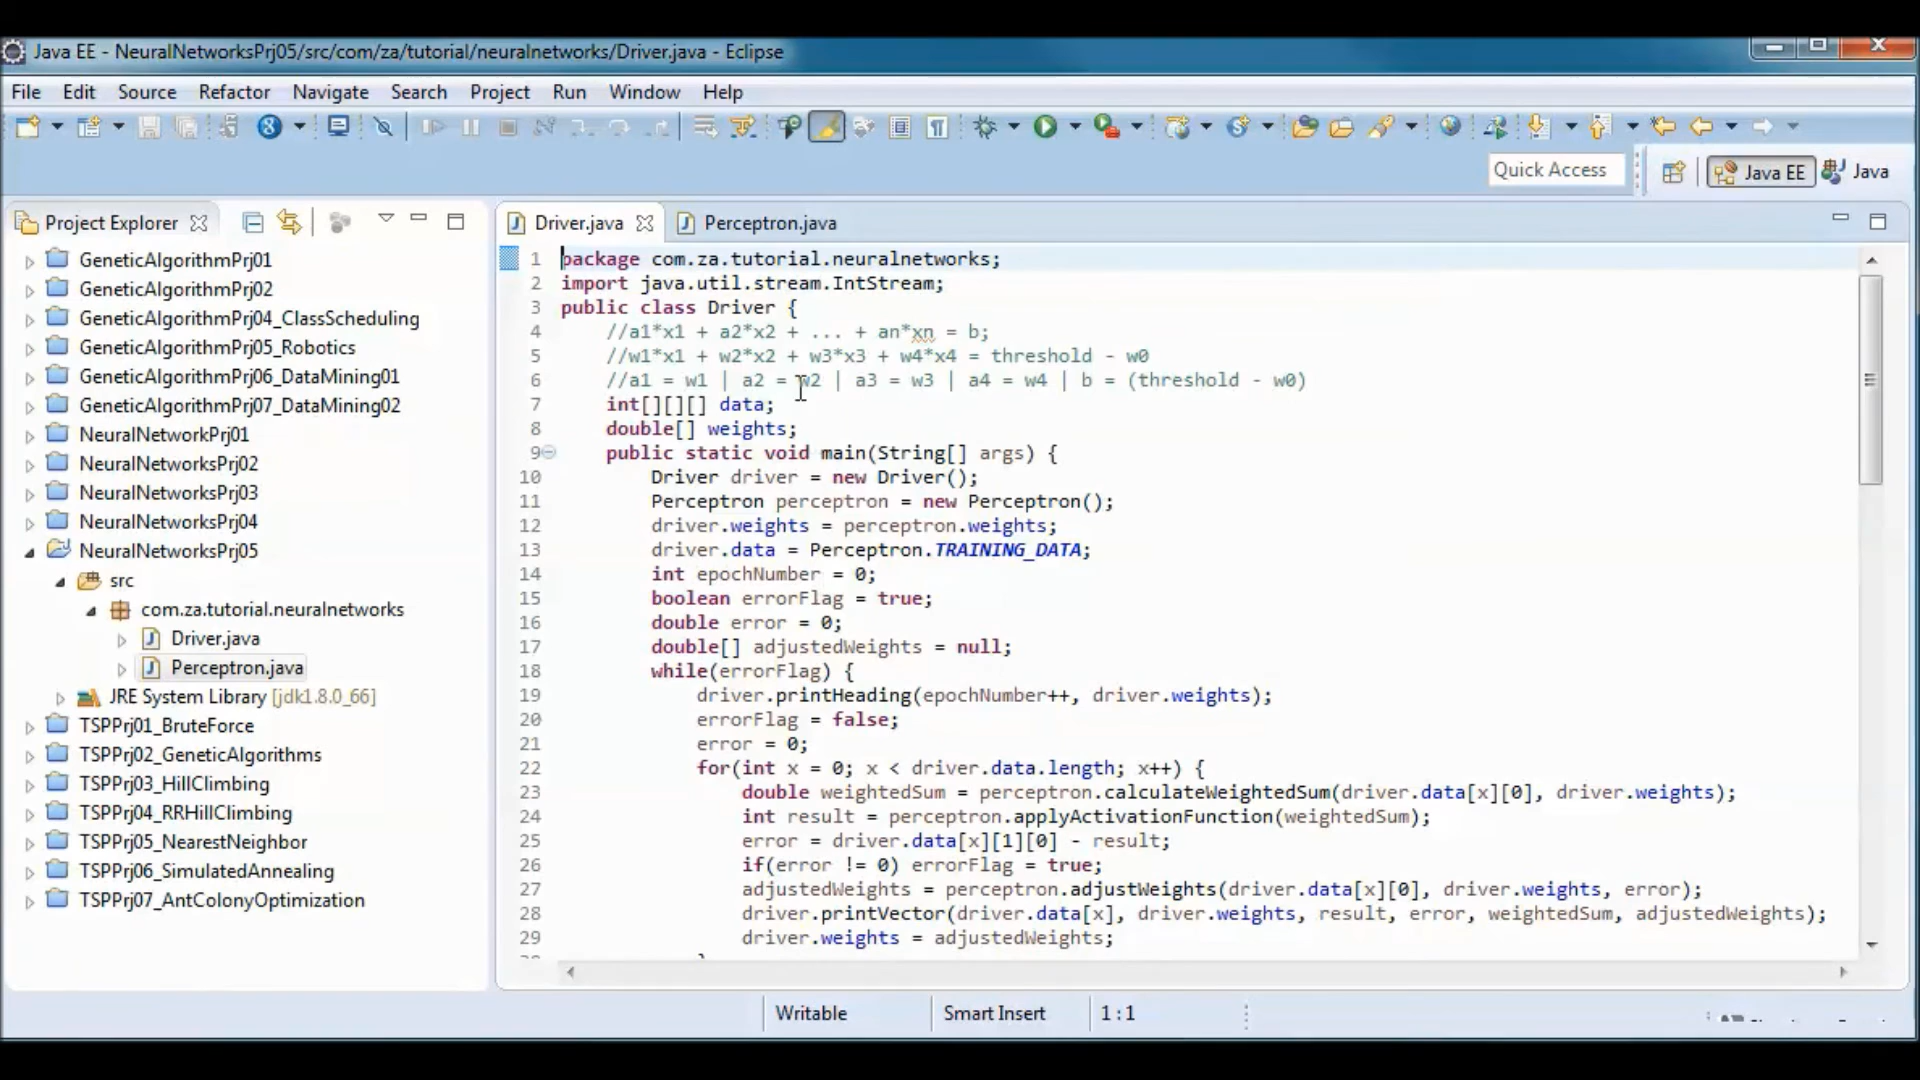 Java EE - NeuralNetworksPrj05/src/com/za/tutorial/neuralnetworks/Driver.java - Eclipse
File Edit Source Refactor Navigate Search Project Run Window Help
Quick Access
Java EE
Java
Project Explorer
GeneticAlgorithmPrj01
GeneticAlgorithmPrj02
GeneticAlgorithmPrj04_ClassScheduling
GeneticAlgorithmPrj05_Robotics
GeneticAlgorithmPrj06_DataMining01
GeneticAlgorithmPrj07_DataMining02
NeuralNetworkPrj01
NeuralNetworksPrj02
NeuralNetworksPrj03
NeuralNetworksPrj04
NeuralNetworksPrj05
src
com.za.tutorial.neuralnetworks
Driver.java
Perceptron.java
JRE System Library [jdk1.8.0_66]
TSPPrj01_BruteForce
TSPPrj02_GeneticAlgorithms
TSPPrj03_HillClimbing
TSPPrj04_RRHillClimbing
TSPPrj05_NearestNeighbor
TSPPrj06_SimulatedAnnealing
TSPPrj07_AntColonyOptimization
Driver.java
Perceptron.java
1 package com.za.tutorial.neuralnetworks;
2 import java.util.stream.IntStream;
3 public class Driver {
4 //a1*x1 + a2*x2 + ... + an*xn = b;
5 //w1*x1 + w2*x2 + w3*x3 + w4*x4 = threshold - w0
6 //a1 = w1 | a2 = w2 | a3 = w3 | a4 = w4 | b = (threshold - w0)
7 int[][][] data;
8 double[] weights;
9 public static void main(String[] args) {
10 Driver driver = new Driver();
11 Perceptron perceptron = new Perceptron();
12 driver.weights = perceptron.weights;
13 driver.data = Perceptron.TRAINING_DATA;
14 int epochNumber = 0;
15 boolean errorFlag = true;
16 double error = 0;
17 double[] adjustedWeights = null;
18 while(errorFlag) {
19 driver.printHeading(epochNumber++, driver.weights);
20 errorFlag = false;
21 error = 0;
22 for(int x = 0; x < driver.data.length; x++) {
23 double weightedSum = perceptron.calculateWeightedSum(driver.data[x][0], driver.weights);
24 int result = perceptron.applyActivationFunction(weightedSum);
25 error = driver.data[x][1][0] - result;
26 if(error != 0) errorFlag = true;
27 adjustedWeights = perceptron.adjustWeights(driver.data[x][0], driver.weights, error);
28 driver.printVector(driver.data[x], driver.weights, result, error, weightedSum, adjustedWeights);
29 driver.weights = adjustedWeights;
Writable
Smart Insert
1 : 1